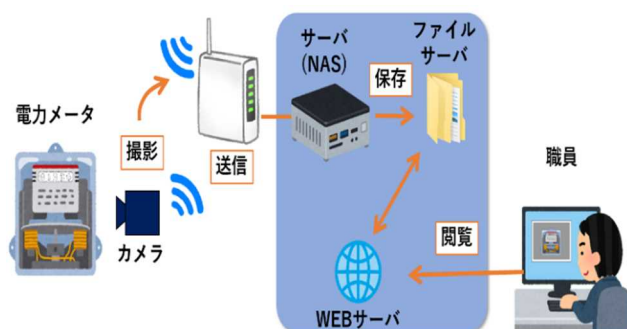 サーバ
(NAS)
ファイル
サーバ
保存
電力メータ
撮影
送信
カメラ
職員
閲覧
WEBサーバ